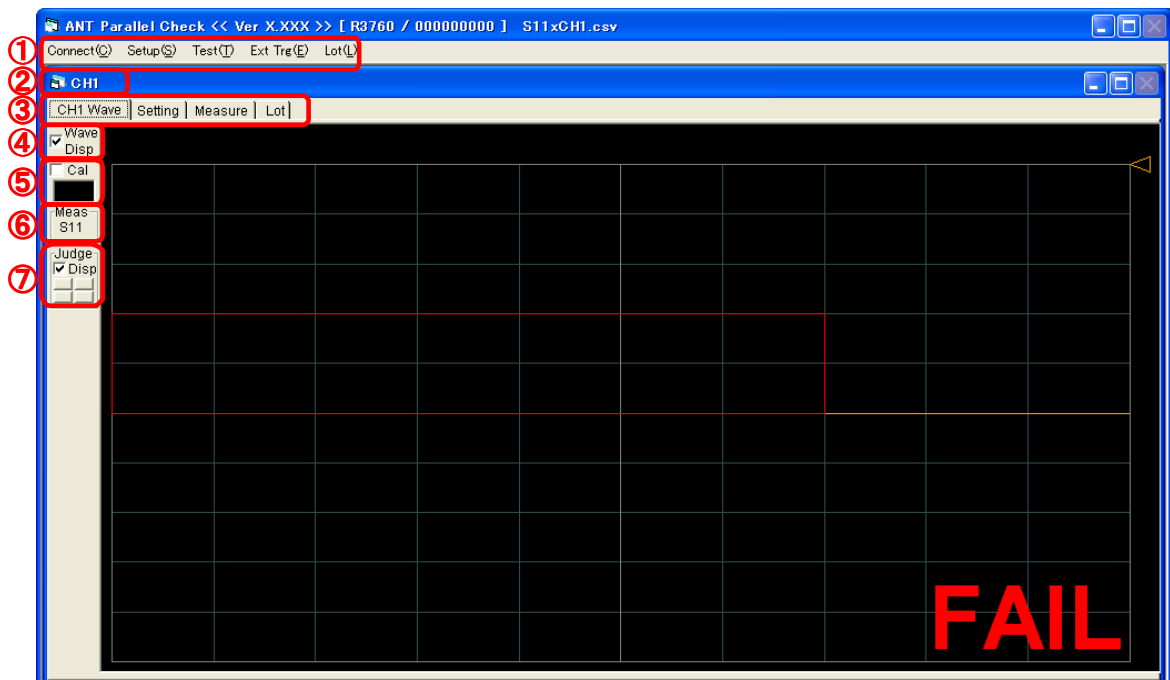 ANT Parallel Check << Ver X.XXX >> [ R3760 / 000000000 ] S11xCH1.csv
① Connect(C) Setup(S) Test(T) Ext Trg(E) Lot(L)
② CH1
③ CH1 Wave Setting Measure Lot
④ Wave
Disp
⑤ Cal
⑥ Meas
S11
⑦ Judge
Disp
FAIL